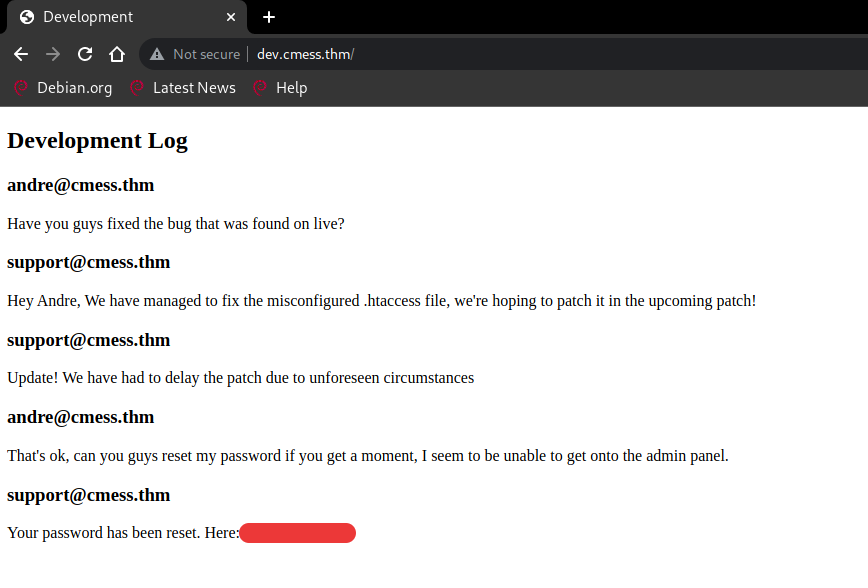 Development
Not secure | dev.cmess.thm/
Debian.org Latest News Help
Development Log
andre@cmess.thm
Have you guys fixed the bug that was found on live?
support@cmess.thm
Hey Andre, We have managed to fix the misconfigured .htaccess file, we're hoping to patch it in the upcoming patch!
support@cmess.thm
Update! We have had to delay the patch due to unforeseen circumstances
andre@cmess.thm
That's ok, can you guys reset my password if you get a moment, I seem to be unable to get onto the admin panel.
support@cmess.thm
Your password has been reset. Here: